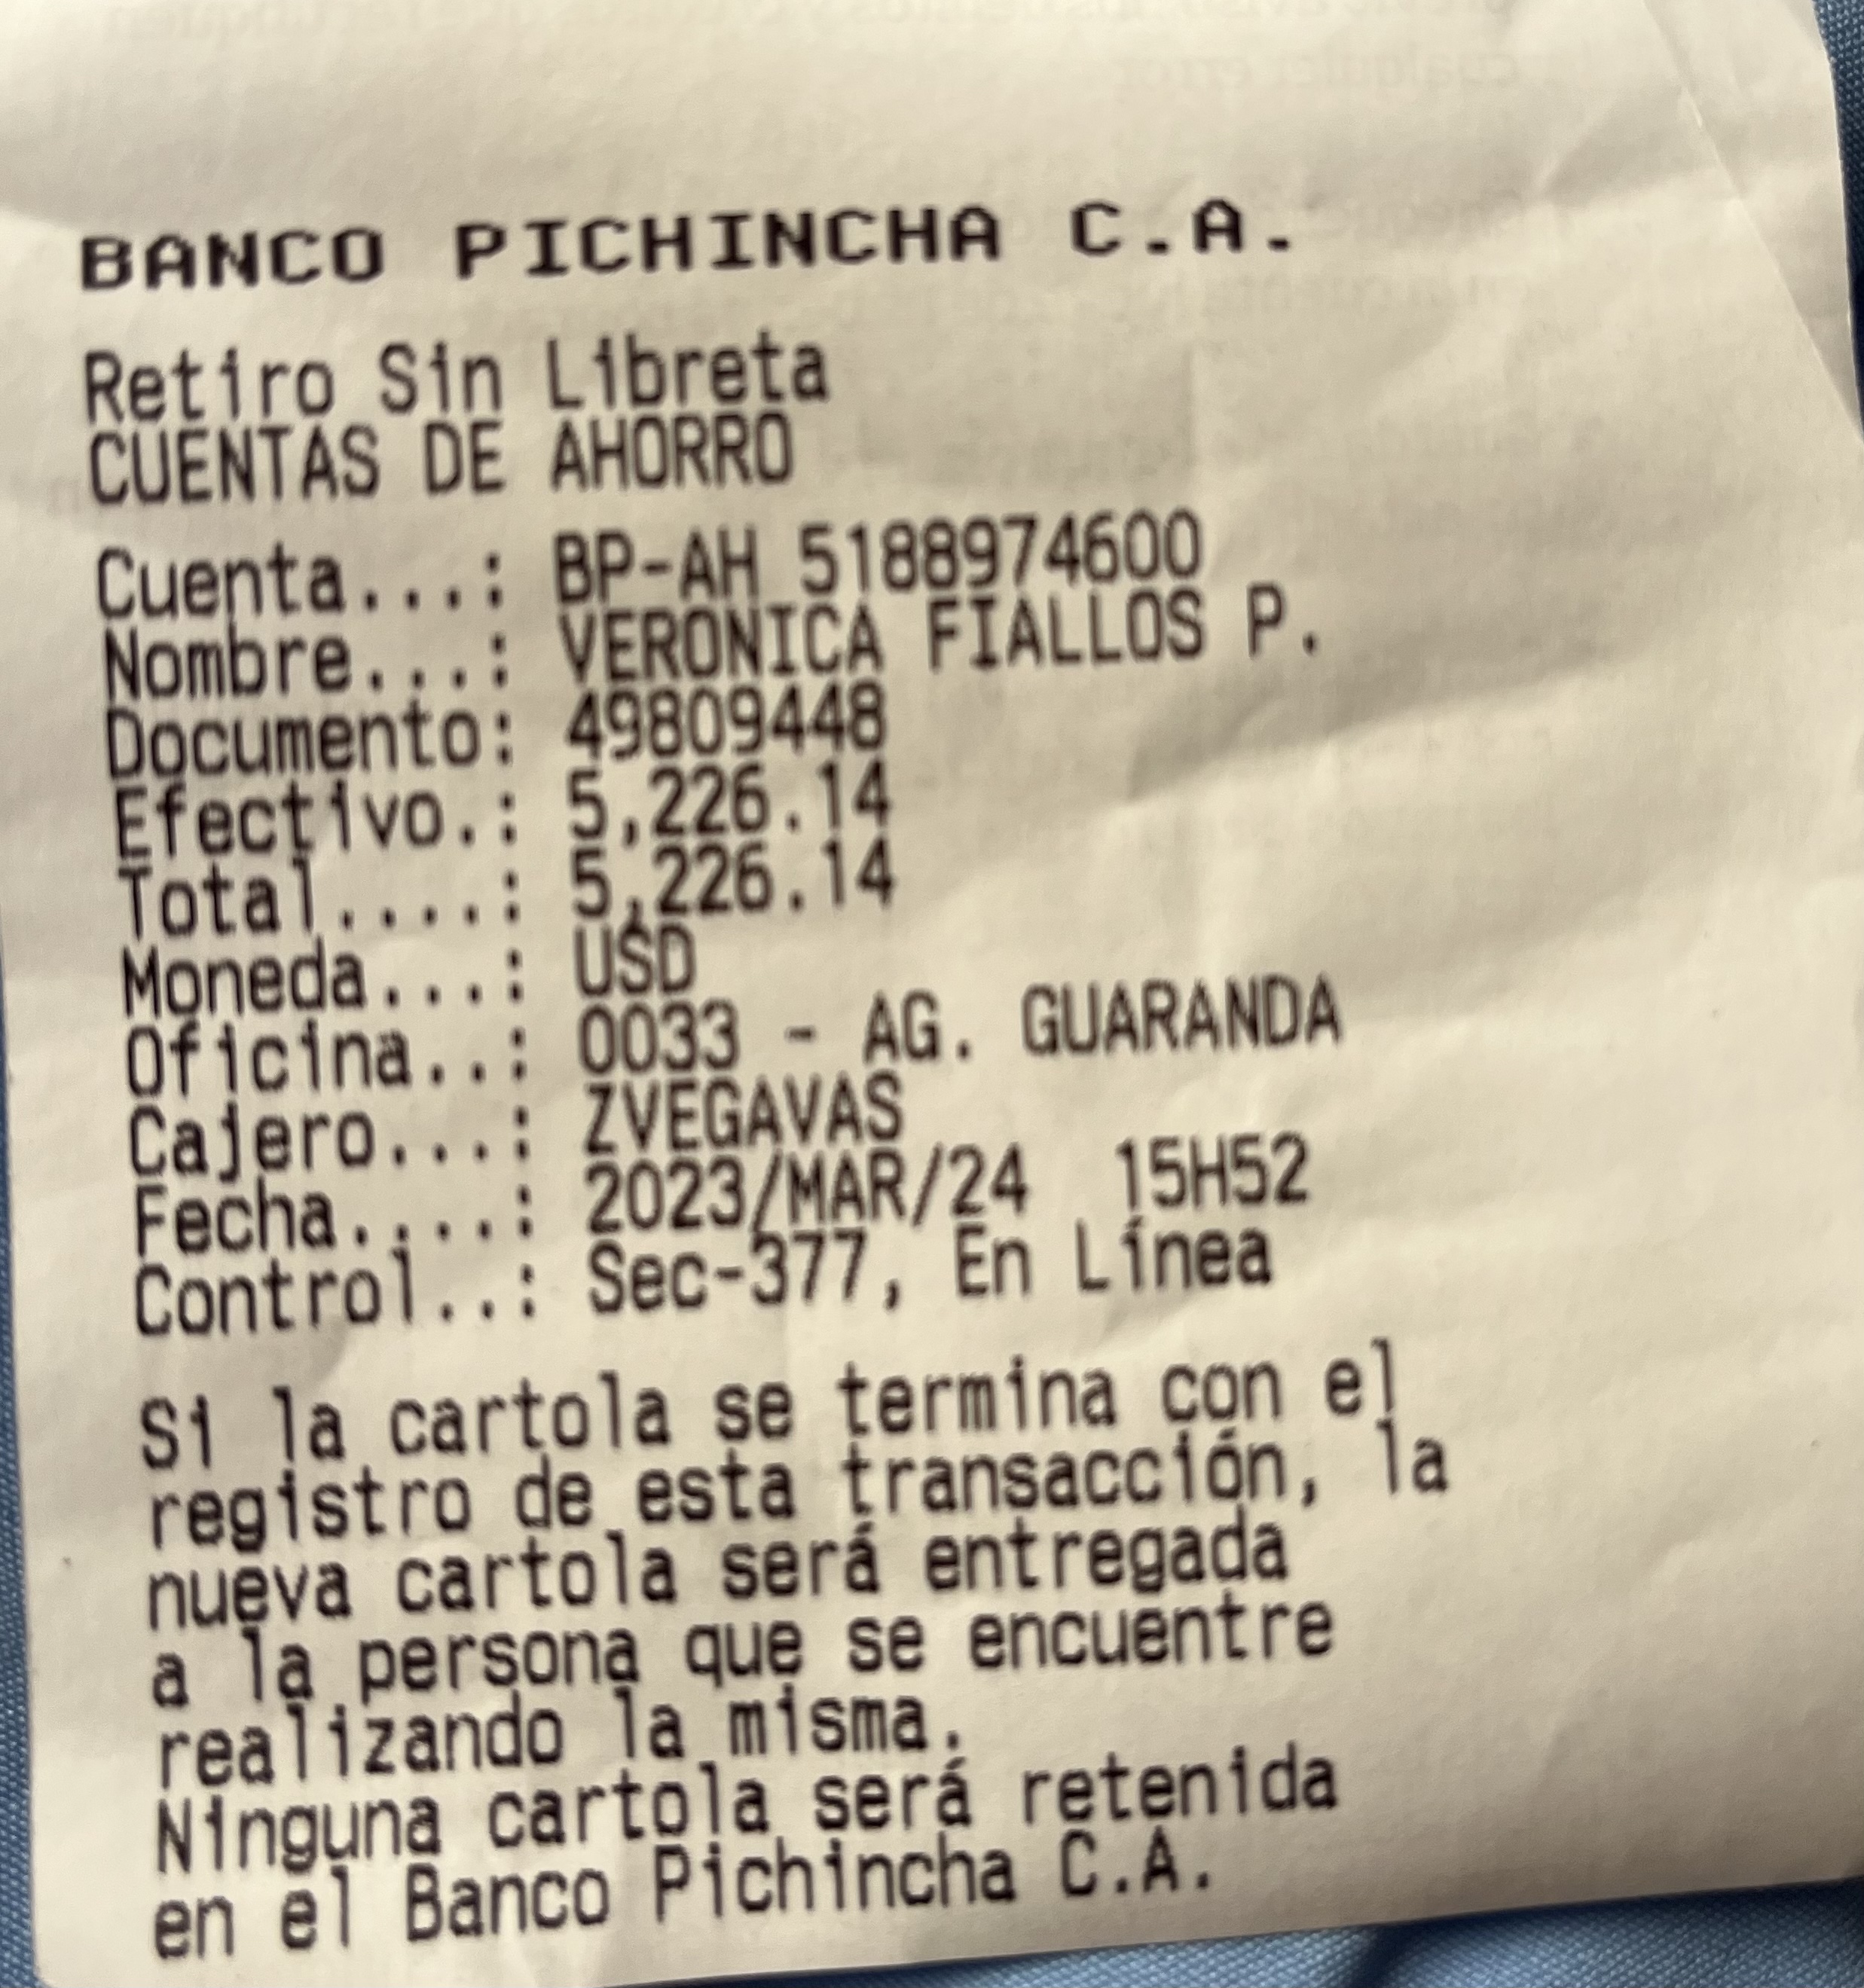 BANCO PICHINCHA C.A.
Retiro Sin Libreta
CUENTAS DE AHORRO
Cuenta...: BP-AH 5188974600
Nombre...: VERONICA FIALLOS P.
Documento: 49809448
Efectivo.: 5,226.14
Total....: 5,226.14
Moneda...: USD
Oficina..: 0033 - AG. GUARANDA
Cajero...: ZVEGAVAS
Fecha....: 2023/MAR/24 15H52
Control..: Sec-377, En Línea
Si la cartola se termina con el
registro de esta transacción, la
nueva cartola será entregada
a la persona que se encuentre
realizando la misma.
Ninguna cartola será retenida
en el Banco Pichincha C.A.